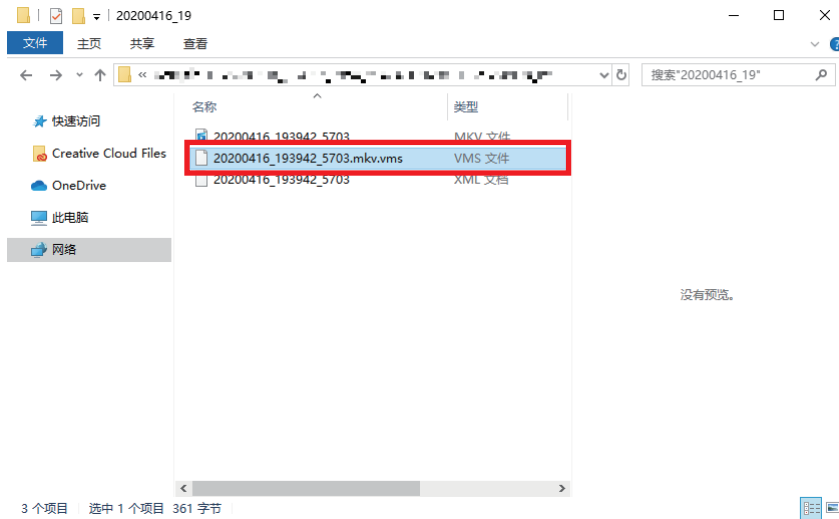 20200416_19
文件 主页 共享 查看
« 搜索"20200416_19"
名称 类型
快速访问
Creative Cloud Files
OneDrive
此电脑
网络
20200416_193942_5703 MKV 文件
20200416_193942_5703.mkv.vms VMS 文件
20200416_193942_5703 XML 文档
没有预览。
3 个项目 选中 1 个项目 361 字节